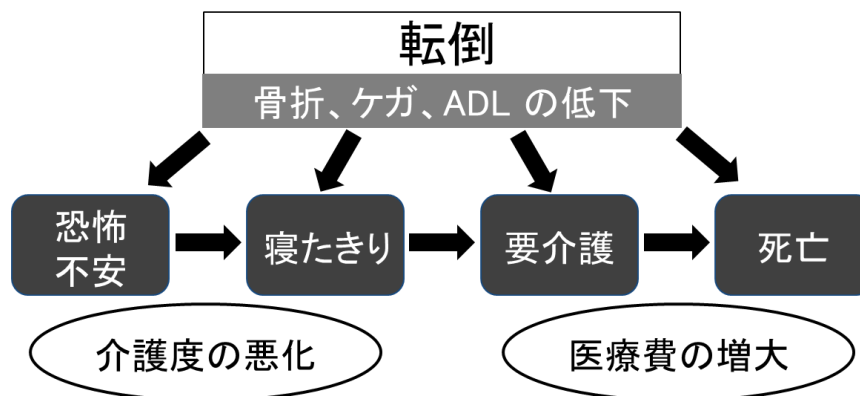 転倒
骨折、ケガ、ADL の低下
恐怖
不安
寝たきり
要介護
死亡
介護度の悪化
医療費の増大